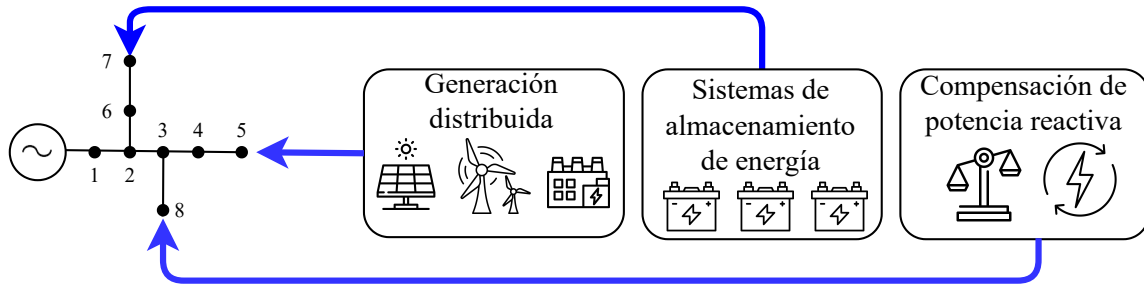 7
6
3
4
5
1
2
8
Generación
distribuida
Sistemas de
almacenamiento
de energía
Compensación de
potencia reactiva